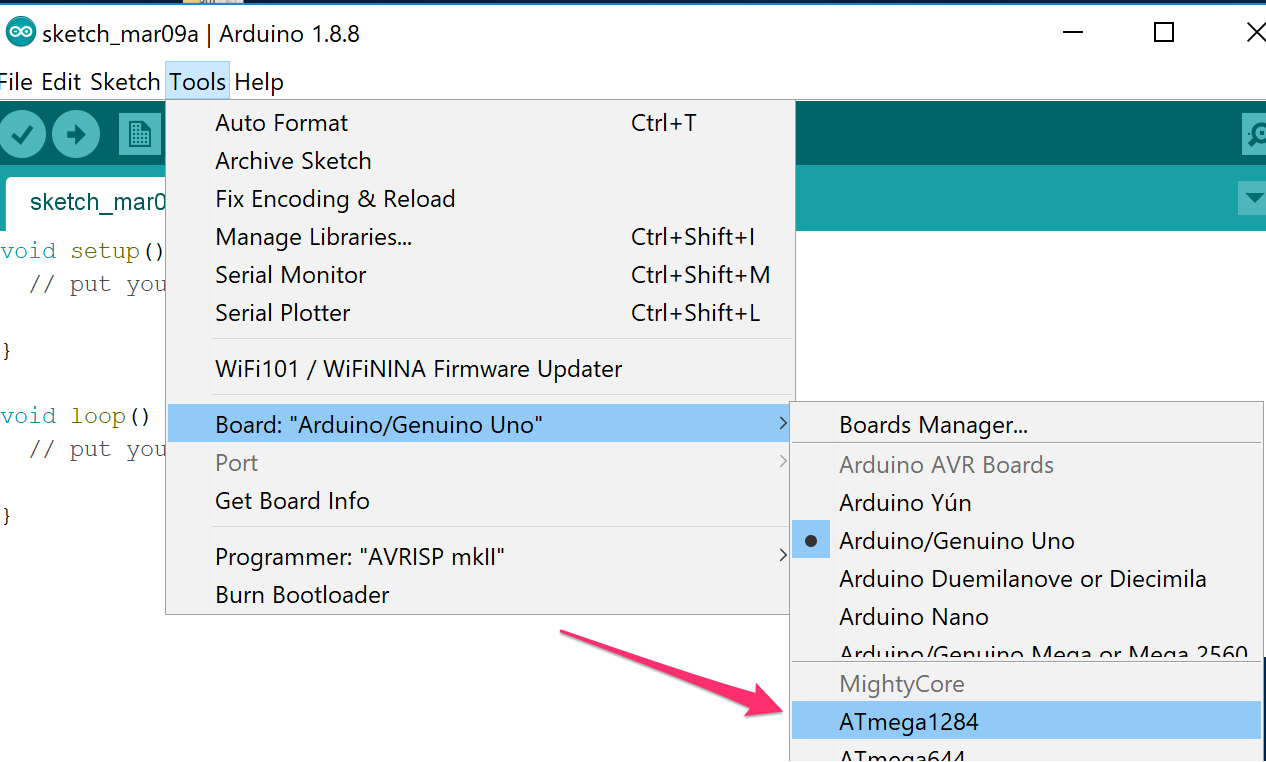 sketch_mar09a | Arduino 1.8.8
File Edit Sketch Tools Help
Auto Format Ctrl+T
Archive Sketch
Fix Encoding & Reload
Manage Libraries... Ctrl+Shift+I
Serial Monitor Ctrl+Shift+M
Serial Plotter Ctrl+Shift+L
WiFi101 / WiFiNINA Firmware Updater
Board: "Arduino/Genuino Uno"
Port
Get Board Info
Programmer: "AVRISP mkII"
Burn Bootloader
sketch_mar0
void setup()
// put you
}
void loop()
// put you
}
Boards Manager...
Arduino AVR Boards
Arduino Yún
Arduino/Genuino Uno
Arduino Duemilanove or Diecimila
Arduino Nano
Arduino/Genuino Mega or Mega 2560
MightyCore
ATmega1284
ATmega644